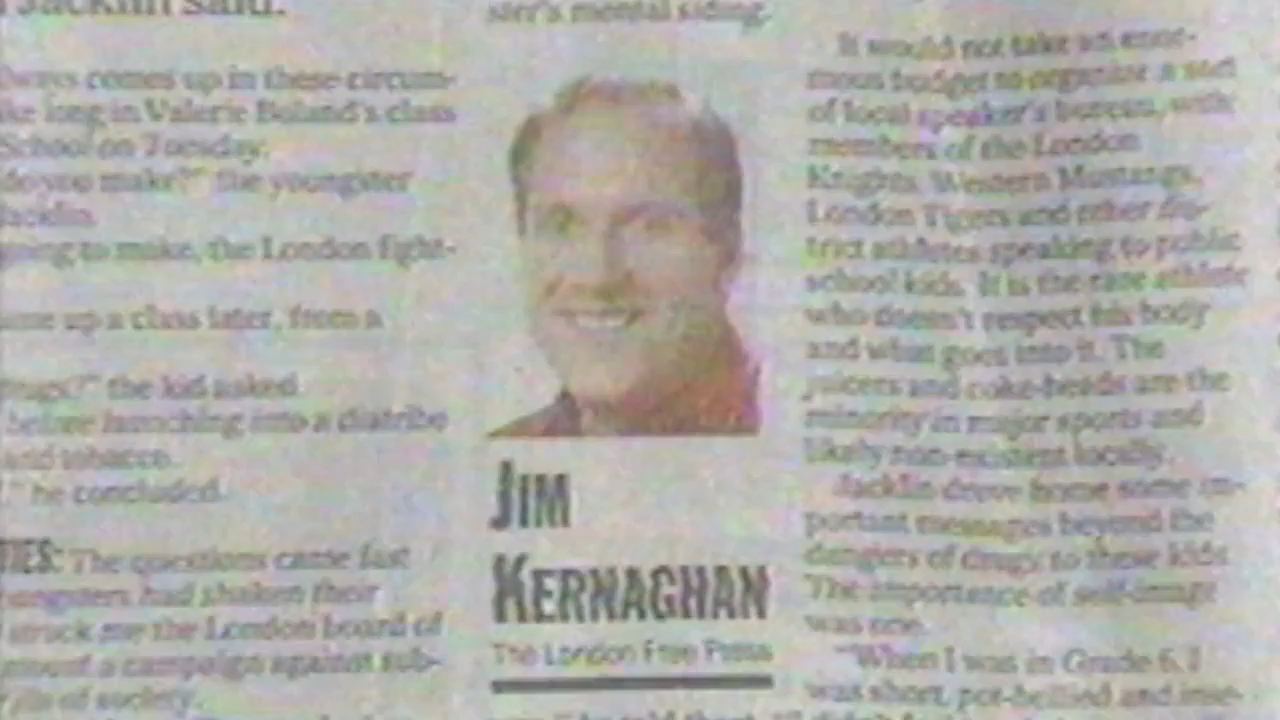 Jacklin said.
comes up in these circum-
long in Valerie Boland's class
School on Tuesday.
do you make?" the youngster
Jacklin.
going to make, the London fight-
up a class later, from a
the kid asked
before launching into a diatribe
and tobacco.
he concluded.
The questions came fast
had shaken their
struck me the London board of
a campaign against sub-
of society.
ster's mental siding.
JIM
KERNAGHAN
The London Free Press
It would not take an enor-
mous budget to organize a sort
of local speaker's bureau, with
members of the London
Knights, Western Mustangs,
London Tigers and other dis-
trict athletes speaking to public
school kids. It is the rare athlete
who doesn't respect his body
and what goes into it. The
juicers and coke-heads are the
minority in major sports and
likely non-existent locally.
Jacklin drove home some im-
portant messages beyond the
dangers of drugs to these kids.
The importance of self-image
was one.
"When I was in Grade 6, I
was short, pot-bellied and inse-